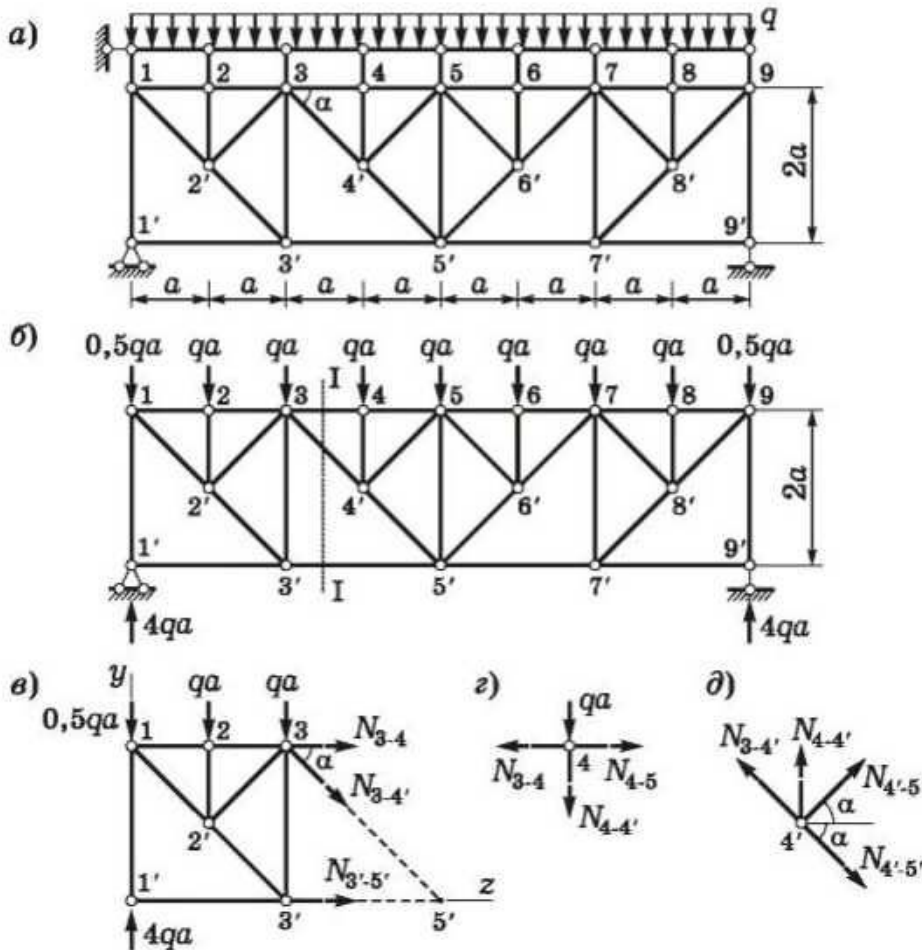 а) q
1 2 3 4 5 6 7 8 9
α
2a
2′ 4′ 6′ 8′
1′ 3′ 5′ 7′ 9′
a a a a a a a a
б) 0,5qa qa qa qa qa qa qa qa 0,5qa
I
1 2 3 4 5 6 7 8 9
2a
2′ 4′ 6′ 8′
1′ 3′ I 5′ 7′ 9′
4qa 4qa
в) y qa qa
0,5qa 1 2 3 N3-4
α
N3-4′
2′
1′ N3′-5′ z
3′ 5′
4qa
г) qa
N3-4 4 N4-5
N4-4′
д)
N3-4′ N4-4′
N4′-5
α
4′ α
N4′-5′